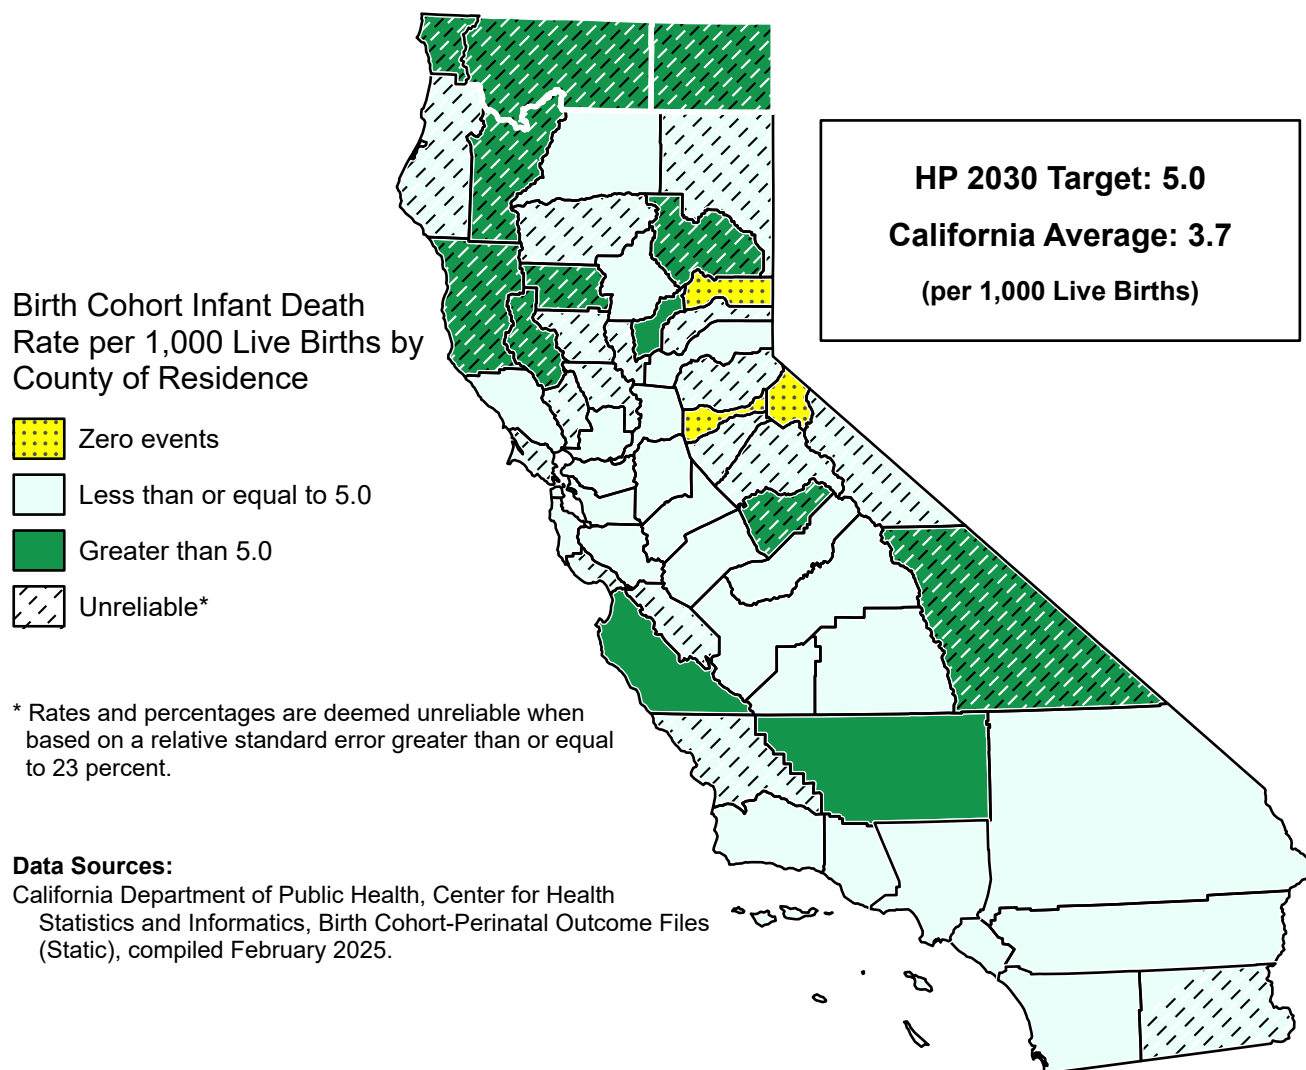 HP 2030 Target: 5.0
California Average: 3.7
(per 1,000 Live Births)
Birth Cohort Infant Death
Rate per 1,000 Live Births by
County of Residence
Zero events
Less than or equal to 5.0
Greater than 5.0
Unreliable*
* Rates and percentages are deemed unreliable when
based on a relative standard error greater than or equal
to 23 percent.
Data Sources:
California Department of Public Health, Center for Health
Statistics and Informatics, Birth Cohort-Perinatal Outcome Files
(Static), compiled February 2025.